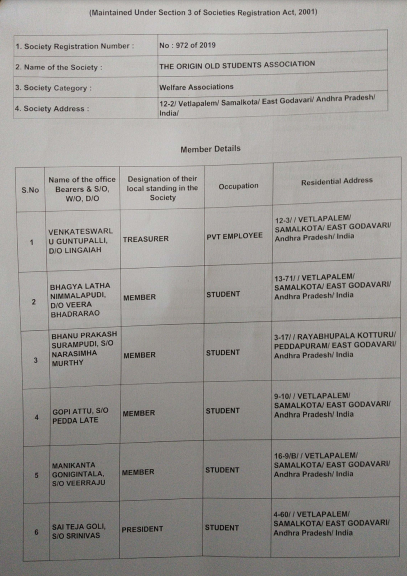 (Maintained Under Section 3 of Societies Registration Act, 2001)
1. Society Registration Number : No : 972 of 2019
2. Name of the Society : THE ORIGIN OLD STUDENTS ASSOCIATION
3. Society Category : Welfare Associations
4. Society Address : 12-2/ Vetlapalem/ Samalkota/ East Godavari/ Andhra Pradesh/
India/
Member Details
S.No
Name of the office
Bearers & S/O,
W/O, D/O
Designation of their
local standing in the
Society
Occupation
Residential Address
1
VENKATESWARL
U GUNTUPALLI,
D/O LINGAIAH
TREASURER
PVT EMPLOYEE
12-3/ / VETLAPALEM/
SAMALKOTA/ EAST GODAVARI/
Andhra Pradesh/ India
2
BHAGYA LATHA
NIMMALAPUDI,
D/O VEERA
BHADRARAO
MEMBER
STUDENT
13-71/ / VETLAPALEM/
SAMALKOTA/ EAST GODAVARI/
Andhra Pradesh/ India
3
BHANU PRAKASH
SURAMPUDI, S/O
NARASIMHA
MURTHY
MEMBER
STUDENT
3-17/ / RAYABHUPALA KOTTURU/
PEDDAPURAM/ EAST GODAVARI/
Andhra Pradesh/ India
4
GOPI ATTU, S/O
PEDDA LATE
MEMBER
STUDENT
9-10/ / VETLAPALEM/
SAMALKOTA/ EAST GODAVARI/
Andhra Pradesh/ India
5
MANIKANTA
GONIGINTALA,
S/O VEERRAJU
MEMBER
STUDENT
16-9/B/ / VETLAPALEM/
SAMALKOTA/ EAST GODAVARI/
Andhra Pradesh/ India
6
SAI TEJA GOLI,
S/O SRINIVAS
PRESIDENT
STUDENT
4-60/ / VETLAPALEM/
SAMALKOTA/ EAST GODAVARI/
Andhra Pradesh/ India